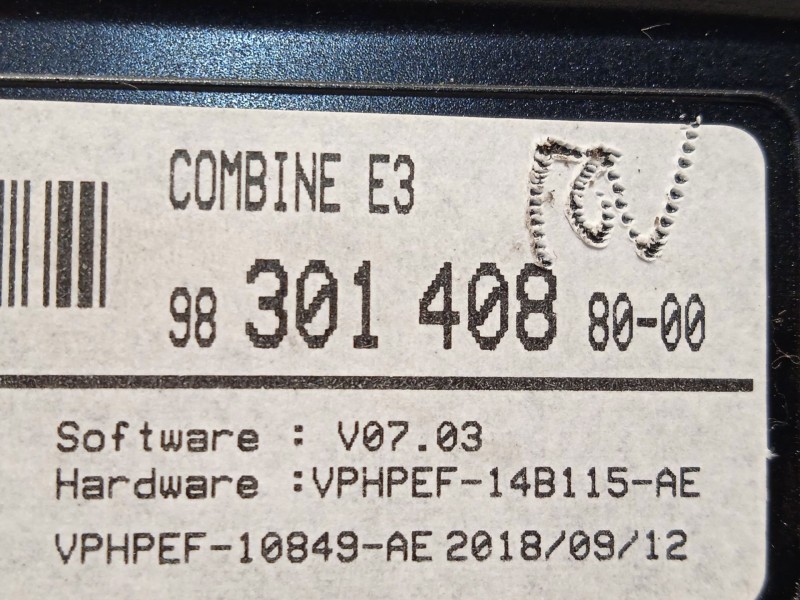 COMBINE E3
98 301 408 80-00
Software : V07.03
Hardware :VPHPEF-14B115-AE
VPHPEF-10849-AE 2018/09/12